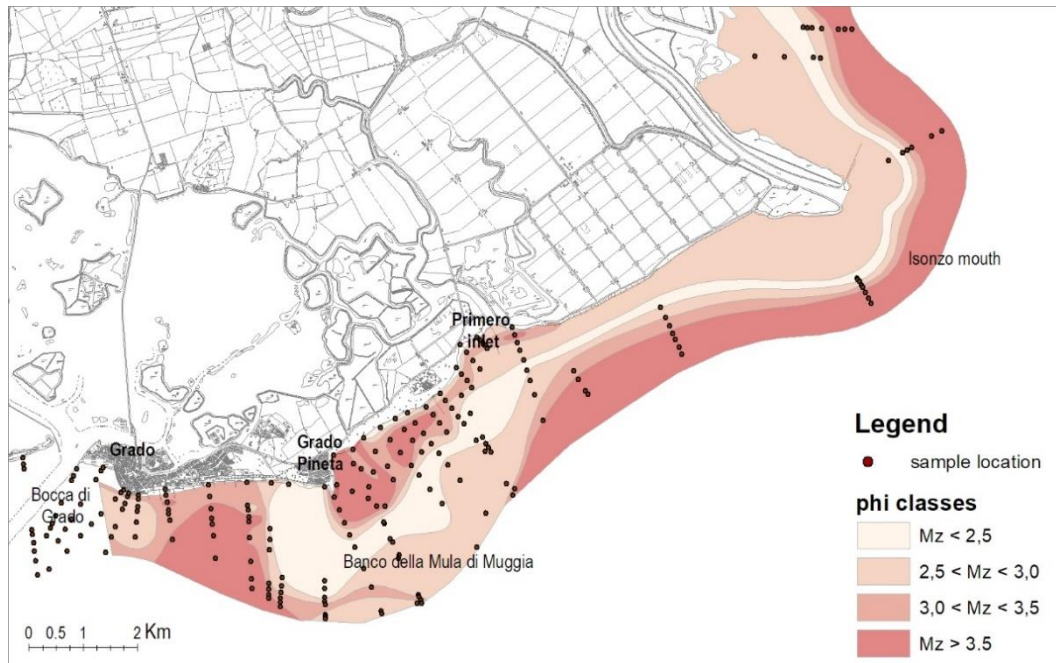 Isonzo mouth
Primero
inlet
Grado
Grado
Pineta
Bocca di
Grado
Banco della Mula di Muggia
0 0.5 1 2 Km
Legend
sample location
phi classes
Mz < 2,5
2,5 < Mz < 3,0
3,0 < Mz < 3,5
Mz > 3.5